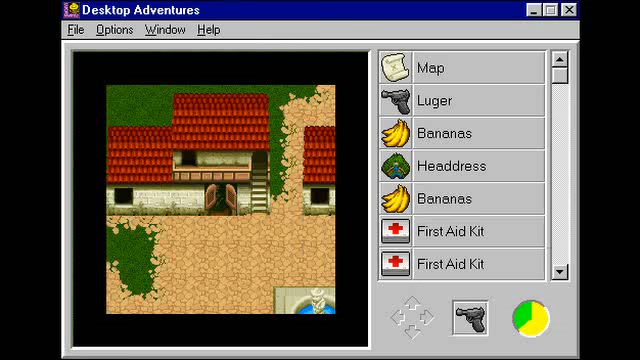 Desktop Adventures
File Options Window Help
Map
Luger
Bananas
Headdress
Bananas
First Aid Kit
First Aid Kit